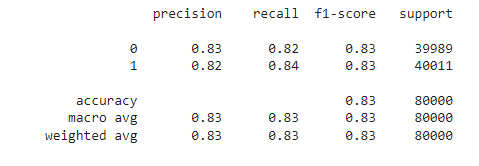 precision recall f1-score support
0 0.83 0.82 0.83 39989
1 0.82 0.84 0.83 40011
accuracy 0.83 80000
macro avg 0.83 0.83 0.83 80000
weighted avg 0.83 0.83 0.83 80000